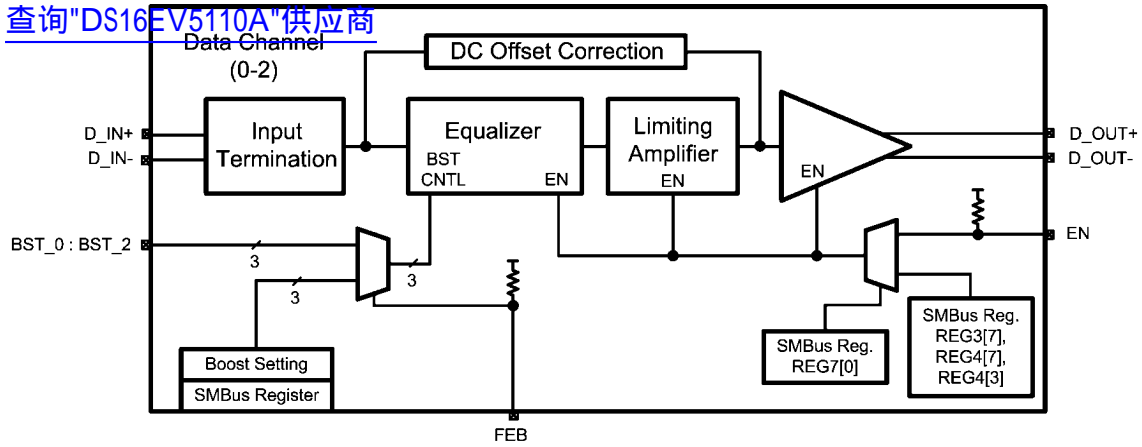 查询"DS16EV5110A"供应商
Data Channel
(0-2)
DC Offset Correction
D_IN+
D_IN-
Input
Termination
Equalizer
BST
CNTL
EN
Limiting
Amplifier
EN
EN
D_OUT+
D_OUT-
BST_0 : BST_2
3
3
3
EN
Boost Setting
SMBus Register
SMBus Reg.
REG7[0]
SMBus Reg.
REG3[7],
REG4[7],
REG4[3]
FEB